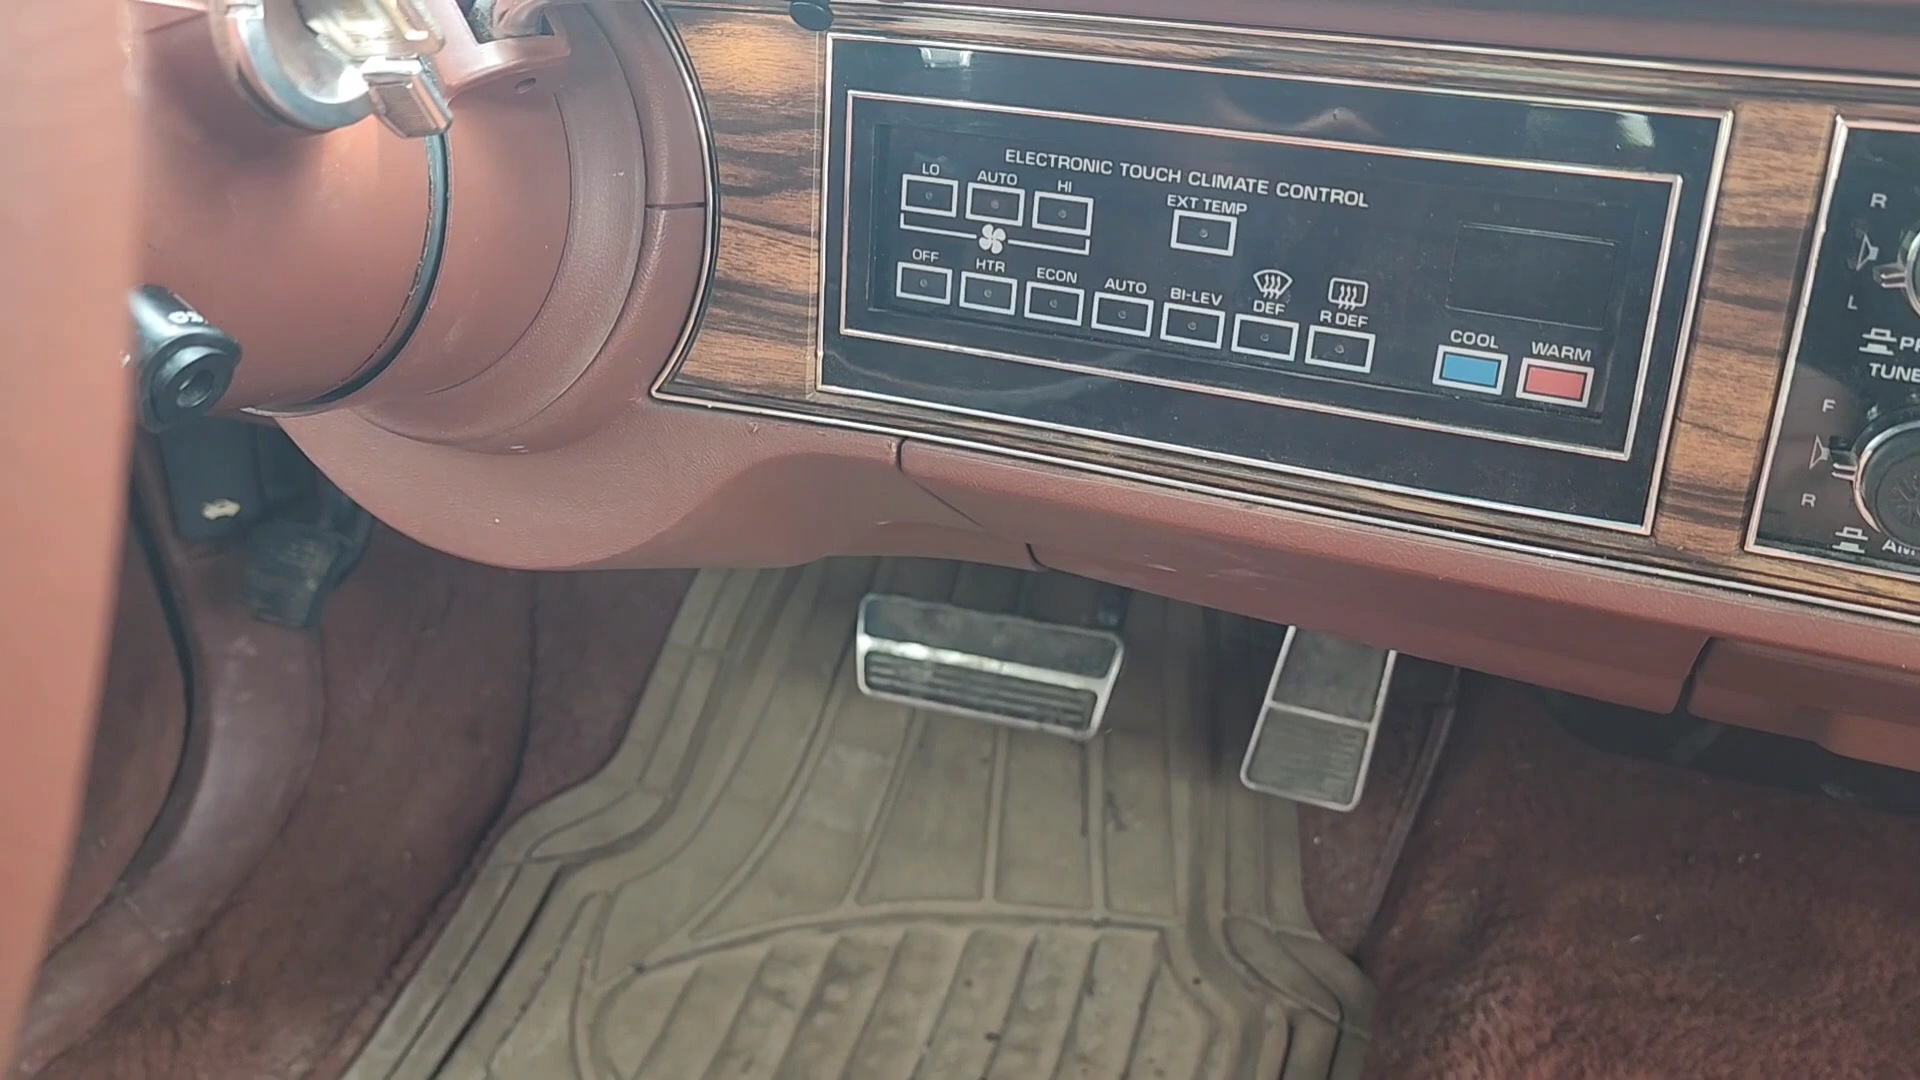 ELECTRONIC TOUCH CLIMATE CONTROL
LO AUTO HI
EXT TEMP
OFF HTR ECON AUTO BI-LEV DEF R DEF
COOL WARM
R
L
TUNE
F
R
AM